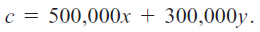 c = 500,000x + 300,000y.